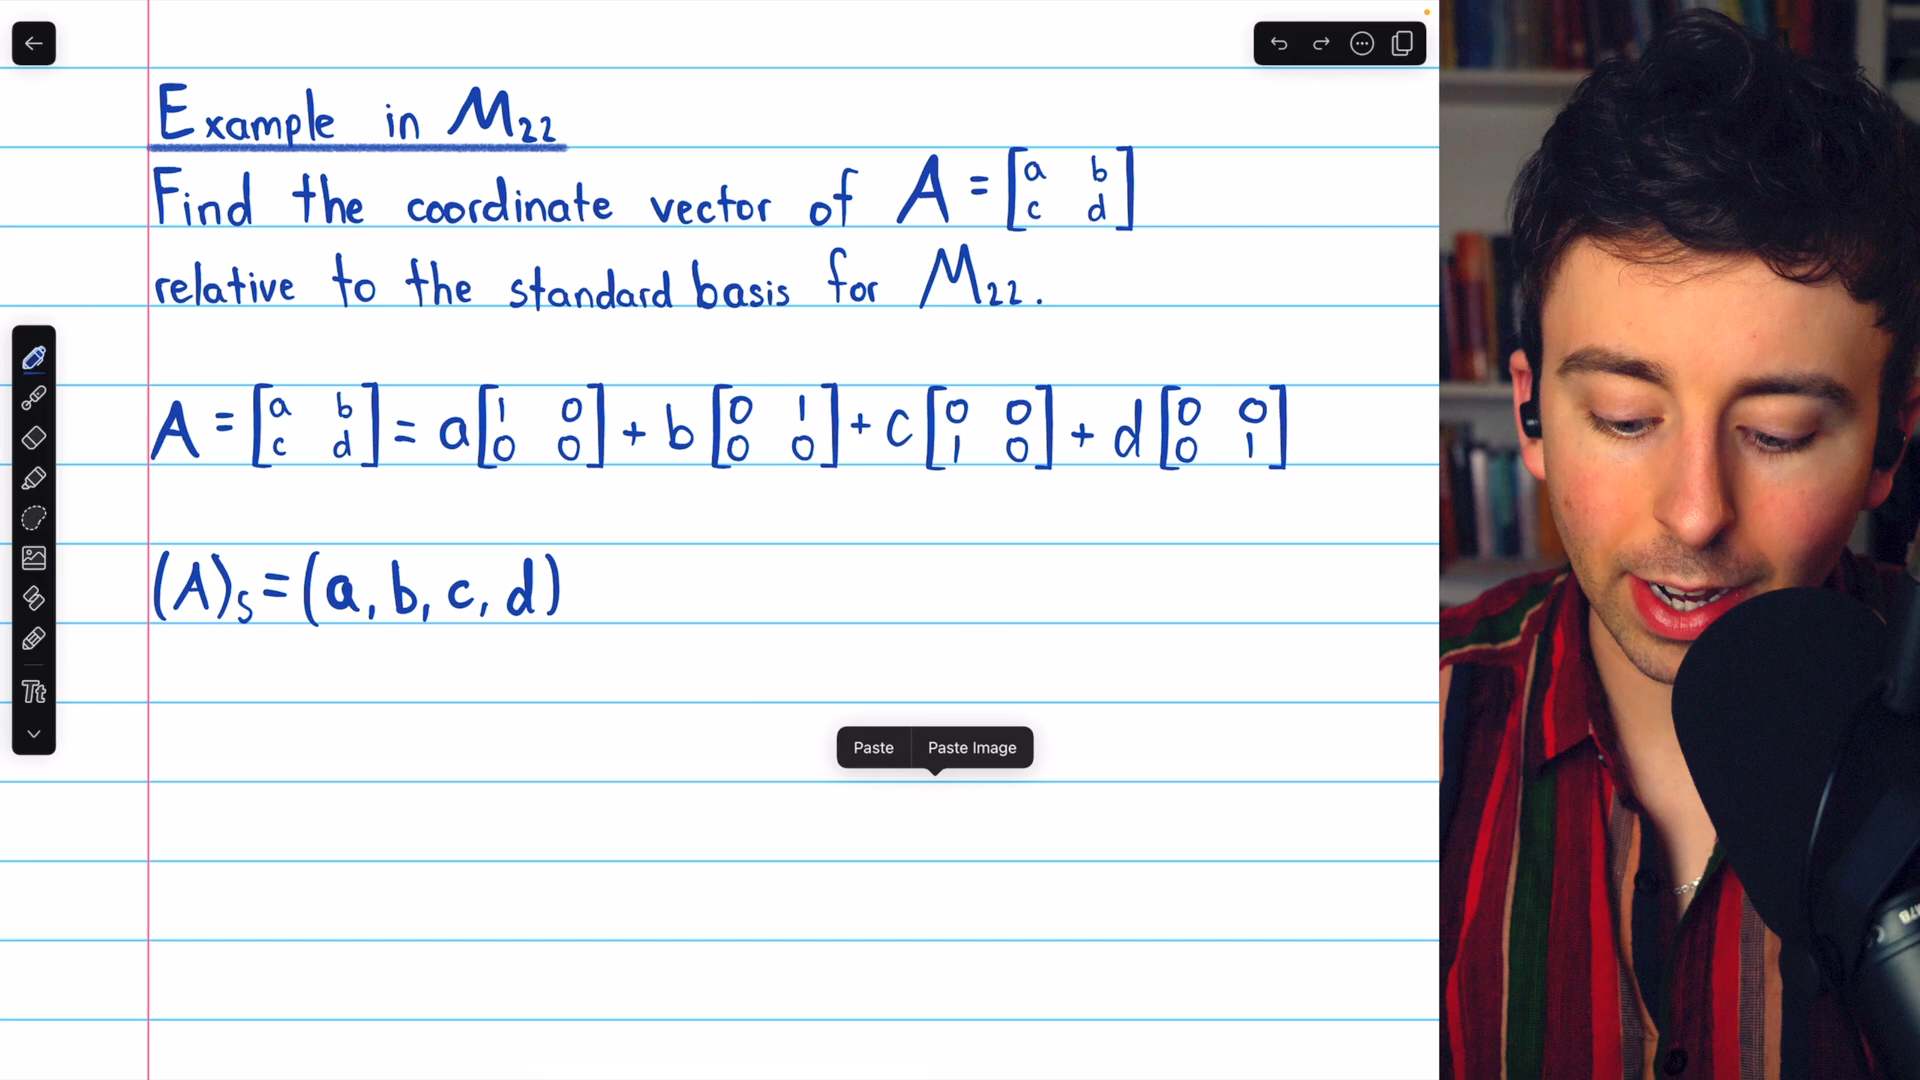 Example in M₂₂
Find the coordinate vector of A = [a b; c d]
relative to the standard basis for M₂₂.
A = [a b; c d] = a[1 0; 0 0] + b[0 1; 0 0] + c[0 0; 1 0] + d[0 0; 0 1]
(A)ₛ = (a, b, c, d)
Tt
Paste Paste Image